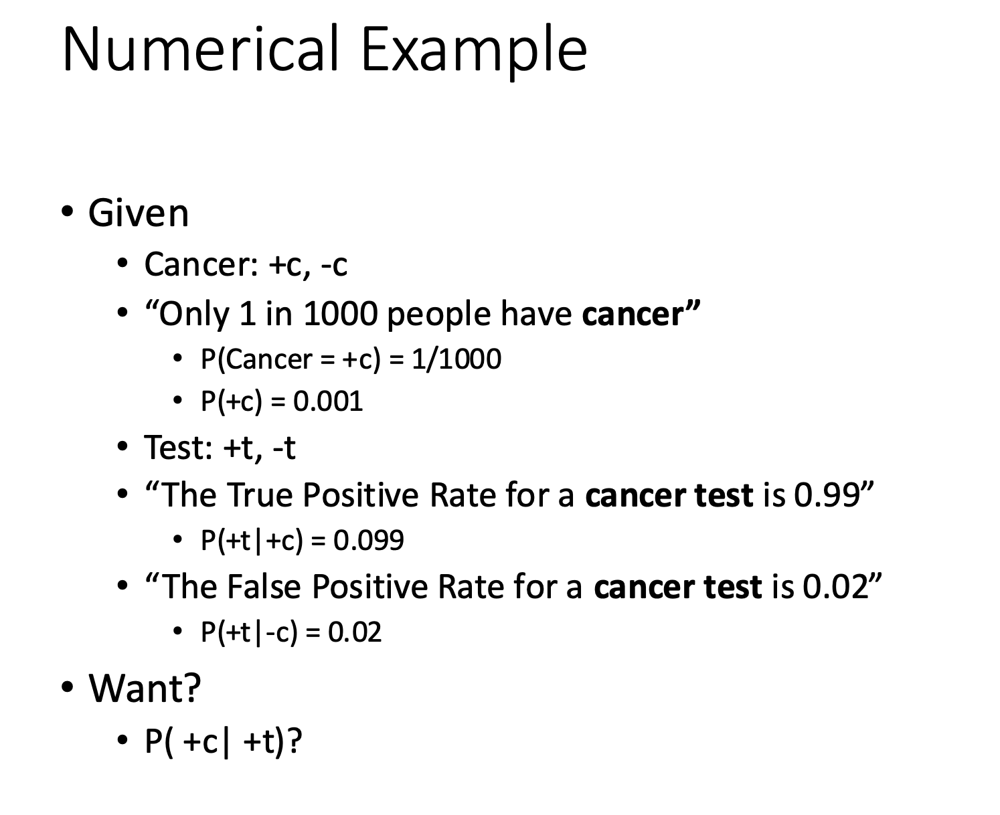 Numerical Example
• Given
• Cancer: +c, -c
• “Only 1 in 1000 people have cancer”
• P(Cancer = +c) = 1/1000
• P(+c) = 0.001
• Test: +t, -t
• “The True Positive Rate for a cancer test is 0.99”
• P(+t|+c) = 0.099
• “The False Positive Rate for a cancer test is 0.02”
• P(+t|-c) = 0.02
• Want?
• P( +c| +t)?